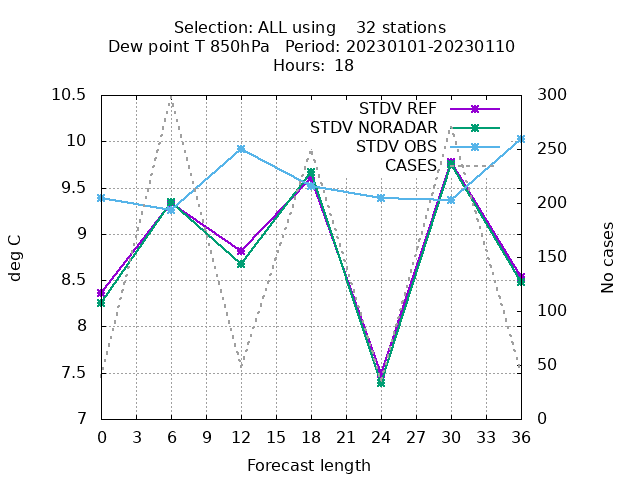 Selection: ALL using    32 stations
Dew point T 850hPa   Period: 20230101-20230110
Hours: 18
STDV REF
STDV NORADAR
STDV OBS
CASES
10.5
10
9.5
9
8.5
8
7.5
7
300
250
200
150
100
50
0
deg C
No cases
0 3 6 9 12 15 18 21 24 27 30 33 36
Forecast length